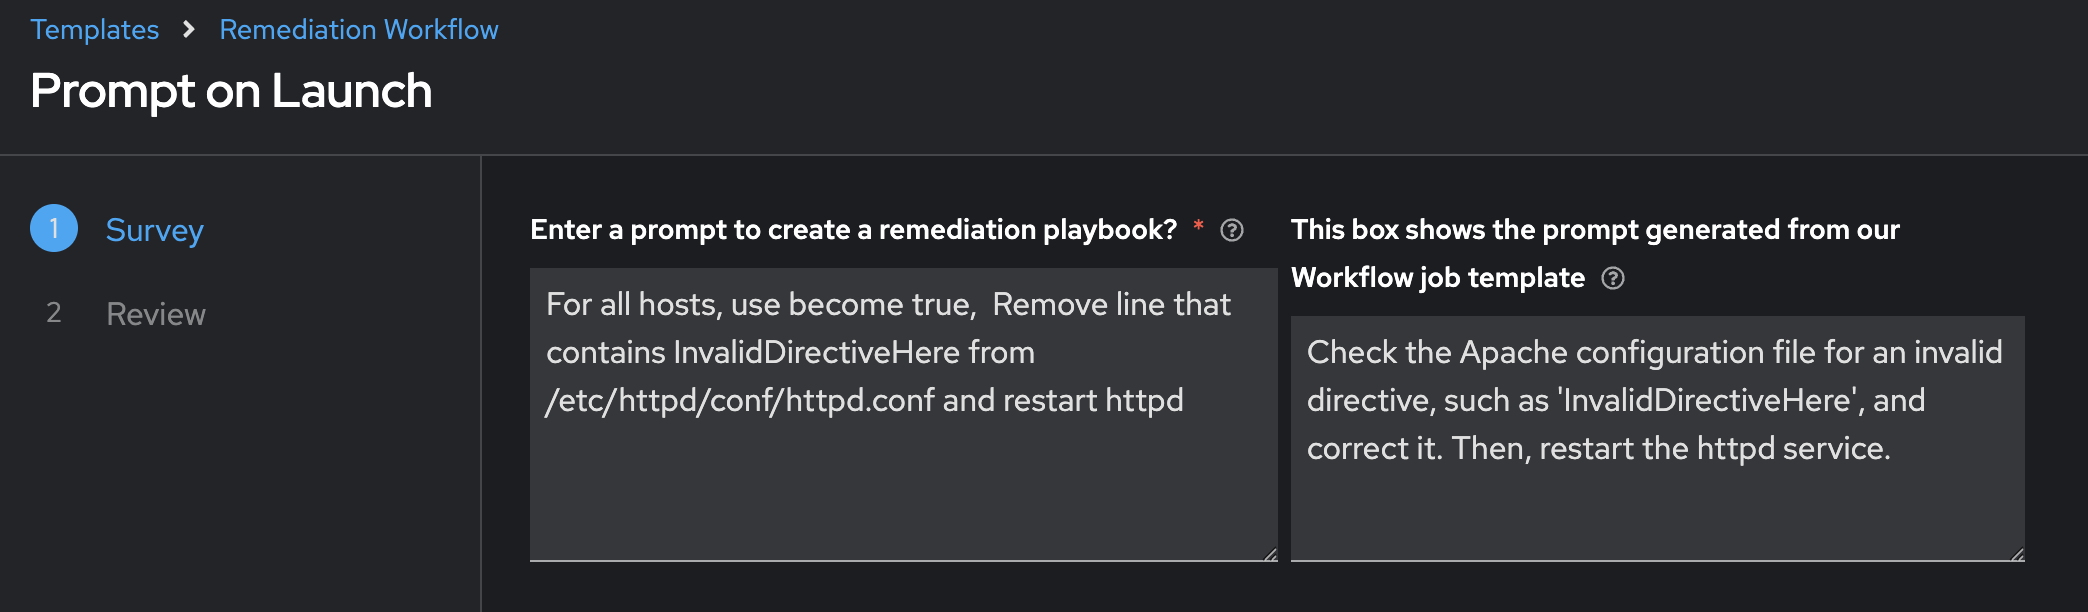 Templates > Remediation Workflow
Prompt on Launch
1 Survey
2 Review
Enter a prompt to create a remediation playbook? *
For all hosts, use become true,  Remove line that
contains InvalidDirectiveHere from
/etc/httpd/conf/httpd.conf and restart httpd
This box shows the prompt generated from our
Workflow job template
Check the Apache configuration file for an invalid
directive, such as 'InvalidDirectiveHere', and
correct it. Then, restart the httpd service.